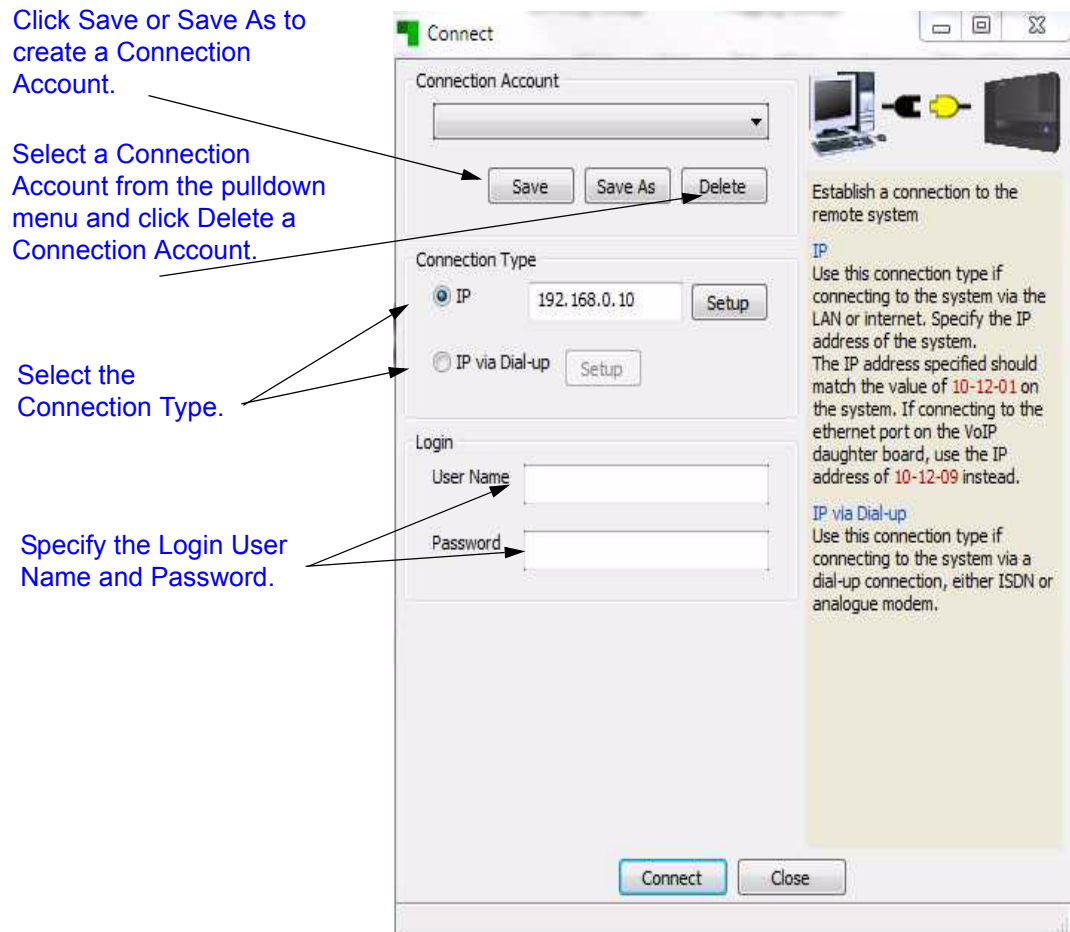 Click Save or Save As to
create a Connection
Account.
Select a Connection
Account from the pulldown
menu and click Delete a
Connection Account.
Select the
Connection Type.
Specify the Login User
Name and Password.
Connect
Connection Account
Save Save As Delete
Connection Type
IP 192.168.0.10 Setup
IP via Dial-up Setup
Login
User Name
Password
Establish a connection to the
remote system
IP
Use this connection type if
connecting to the system via the
LAN or internet. Specify the IP
address of the system.
The IP address specified should
match the value of 10-12-01 on
the system. If connecting to the
ethernet port on the VoIP
daughter board, use the IP
address of 10-12-09 instead.
IP via Dial-up
Use this connection type if
connecting to the system via a
dial-up connection, either ISDN or
analogue modem.
Connect Close